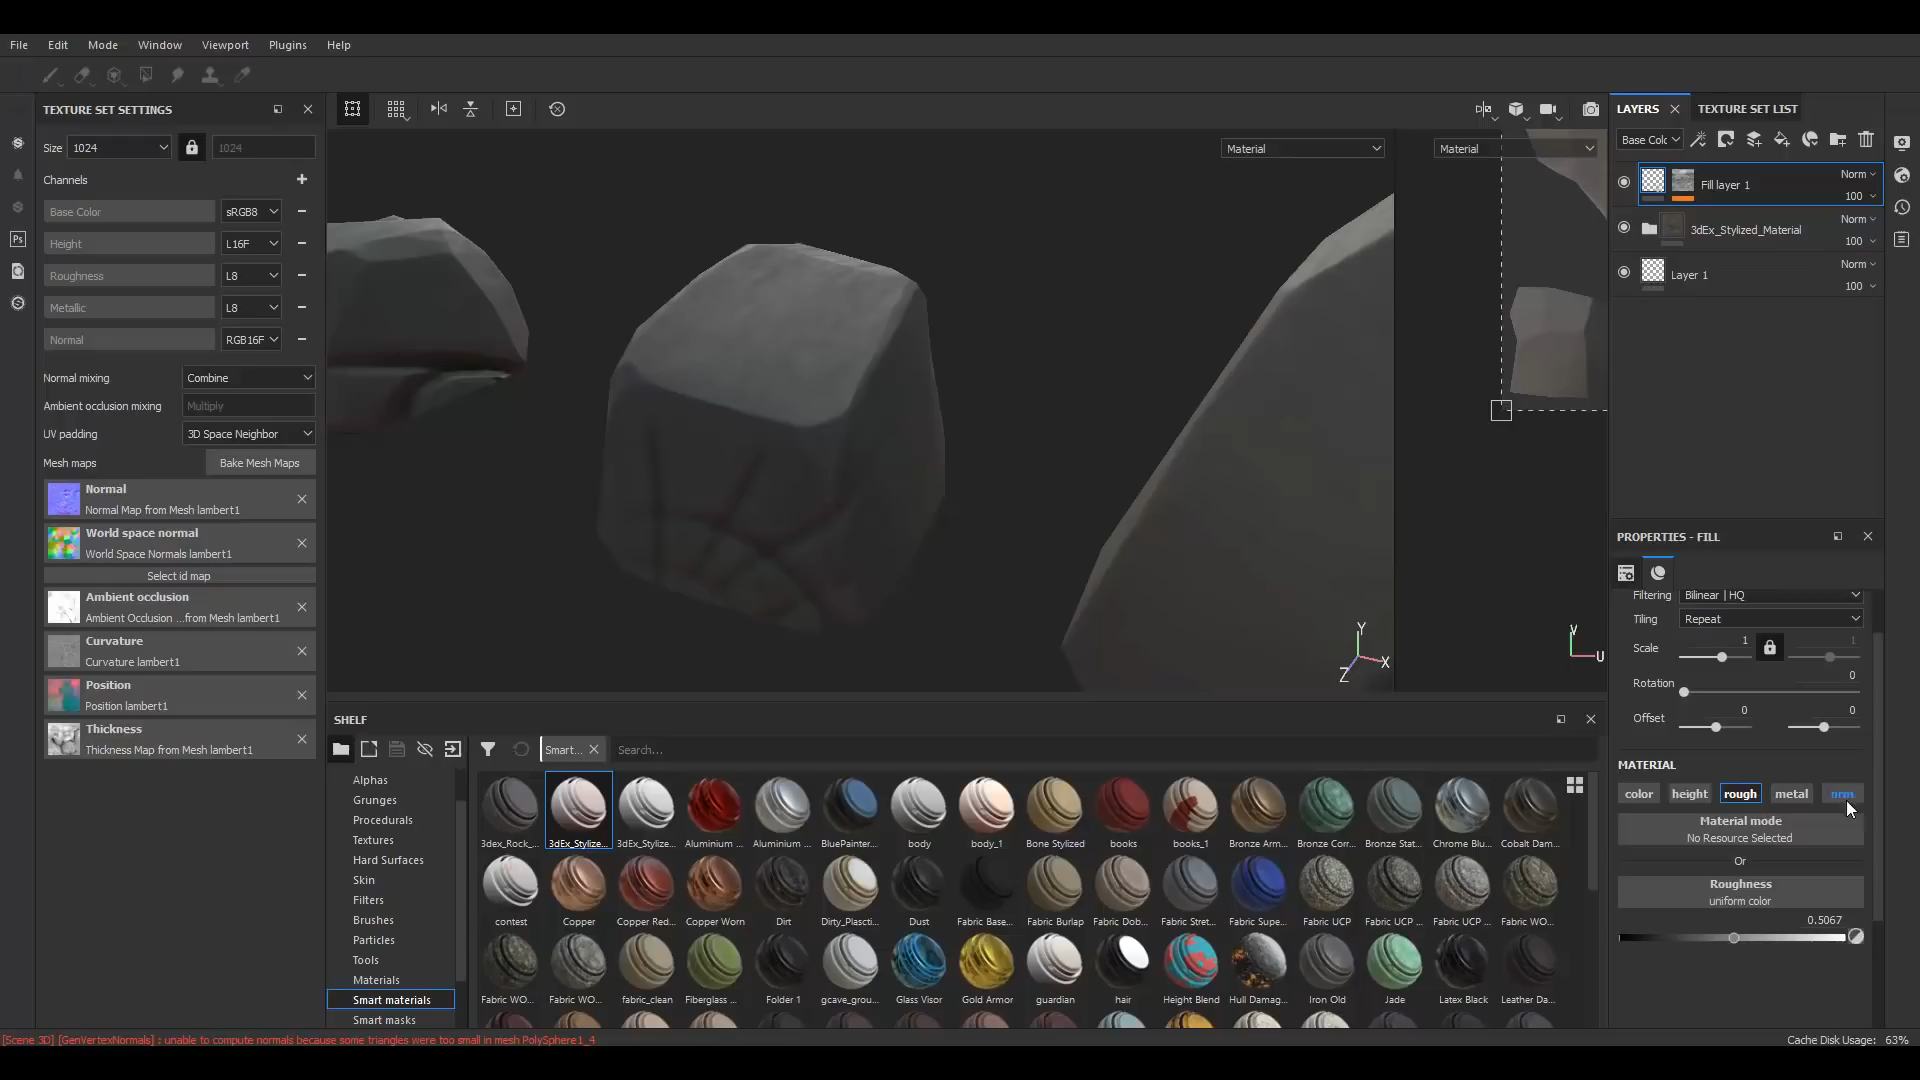 File Edit Mode Window Viewport Plugins Help
TEXTURE SET SETTINGS
Size 1024 1024
Channels
Base Color sRGB8
Height L16F
Roughness L8
Metallic L8
Normal RGB16F
Normal mixing Combine
Ambient occlusion mixing Multiply
UV padding 3D Space Neighbor
Mesh maps Bake Mesh Maps
Normal
Normal Map from Mesh lambert1
World space normal
World Space Normals lambert1
Select id map
Ambient occlusion
Ambient Occlusion ...from Mesh lambert1
Curvature
Curvature lambert1
Position
Position lambert1
Thickness
Thickness Map from Mesh lambert1
Ps
Material
Material
Y
X
Z
V
U
SHELF
Smart...
Search...
Alphas
Grunges
Procedurals
Textures
Hard Surfaces
Skin
Filters
Brushes
Particles
Tools
Materials
Smart materials
Smart masks
3dex_Rock_... 3dEx_Stylize... 3dEx_Stylize... Aluminium ... Aluminium ... BluePainter... body body_1 Bone Stylized books books_1 Bronze Arm... Bronze Corr... Bronze Stat... Chrome Blu... Cobalt Dam...
contest Copper Copper Red... Copper Worn Dirt Dirty_Plascti... Dust Fabric Base... Fabric Burlap Fabric Dob... Fabric Stret... Fabric Supe... Fabric UCP Fabric UCP ... Fabric UCP ... Fabric WO...
Fabric WO... Fabric WO... fabric_clean Fiberglass ... Folder 1 gcave_grou... Glass Visor Gold Armor guardian hair Height Blend Hull Damag... Iron Old Jade Latex Black Leather Da...
LAYERS TEXTURE SET LIST
Base Colc
Fill layer 1 Norm
100
3dEx_Stylized_Material Norm
100
Layer 1 Norm
100
PROPERTIES - FILL
Filtering Bilinear | HQ
Tiling Repeat
Scale 1 1
Rotation 0
Offset 0 0
MATERIAL
color height rough metal nrm
Material mode
No Resource Selected
Or
Roughness
uniform color
0.5067
[Scene 3D] [GenVertexNormals] : unable to compute normals because some triangles were too small in mesh PolySphere1_4
Cache Disk Usage: 63%